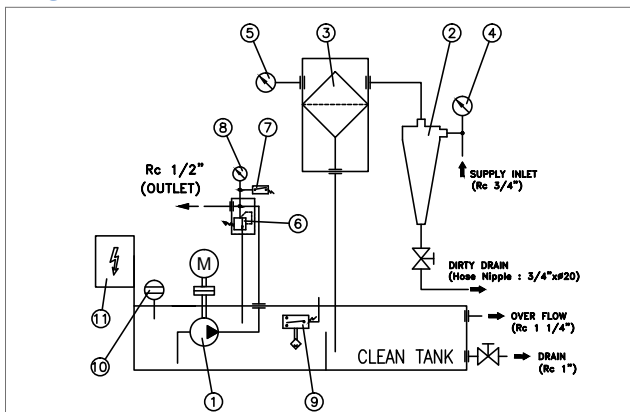 ⑤
③
②
④
⑧
⑦
Rc 1/2"
(OUTLET)
SUPPLY INLET
(Rc 3/4")
⑥
M
DIRTY DRAIN
(Hose Nipple : 3/4"xø20)
⑪
⑩
OVER FLOW
(Rc 1 1/4")
CLEAN TANK
DRAIN
(Rc 1")
①
⑨